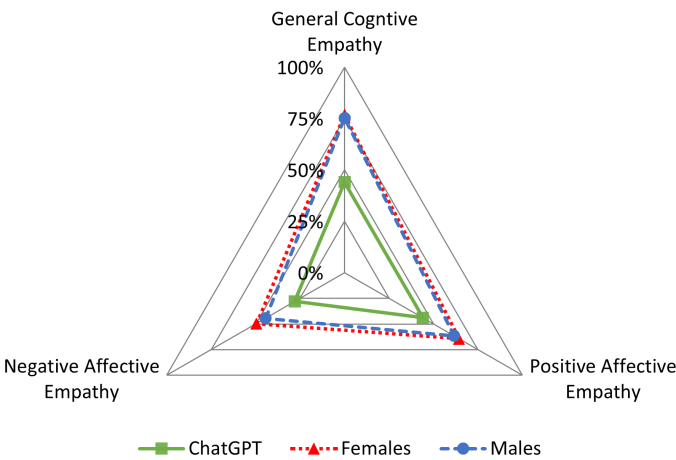 General Cogntive
Empathy
100%
75%
50%
25%
0%
Negative Affective
Empathy
Positive Affective
Empathy
ChatGPT
Females
Males